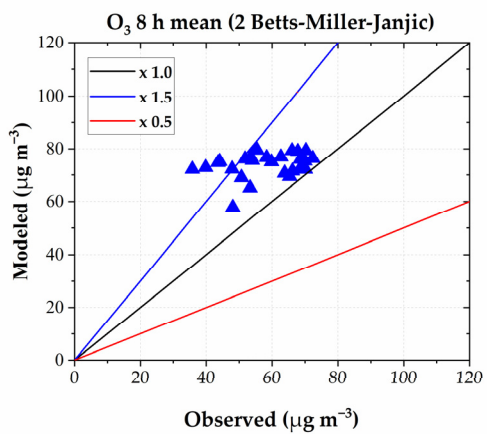 O₃ 8 h mean (2 Betts-Miller-Janjic)
x 1.0
x 1.5
x 0.5
Modeled (µg m⁻³)
120
100
80
60
40
20
0
0 20 40 60 80 100 120
Observed (µg m⁻³)